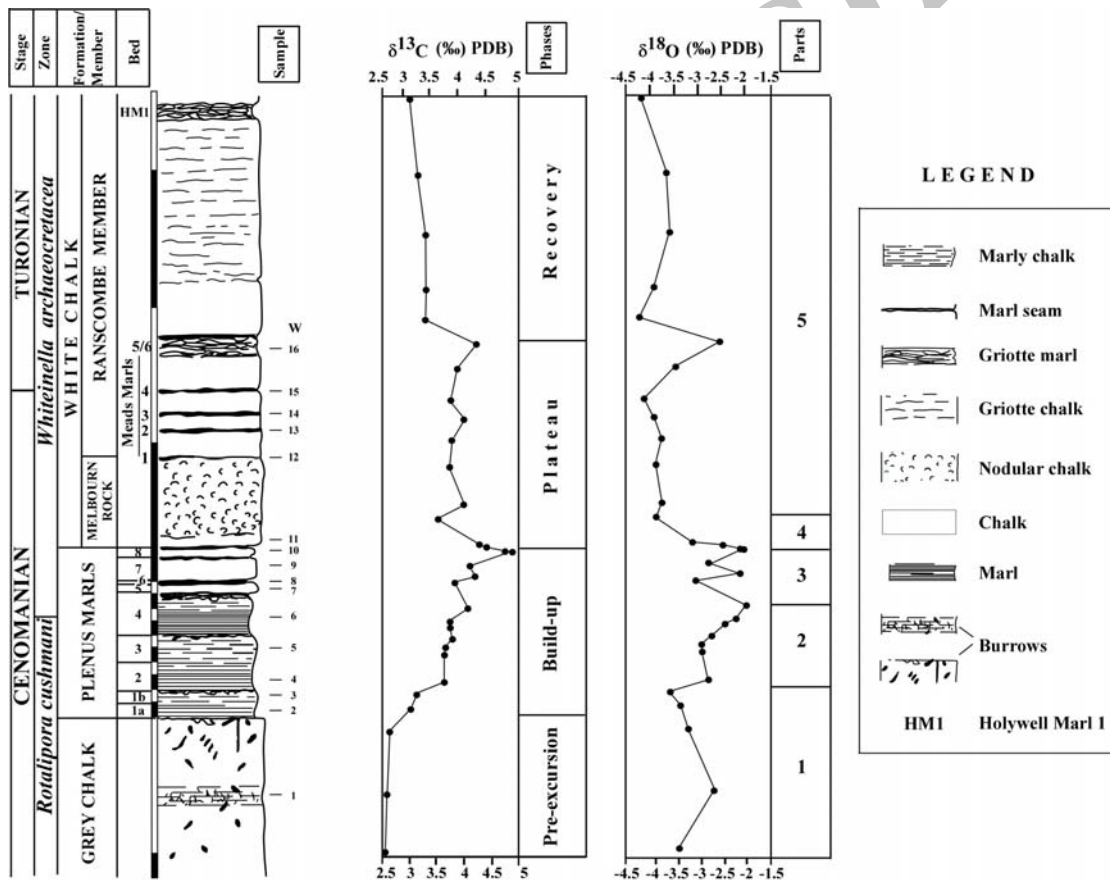 Stage
Zone
Formation/
Member
Bed
Sample
δ13C (‰) PDB
2.5 3 3.5 4 4.5 5
Phases
δ18O (‰) PDB
-4.5 -4 -3.5 -3 -2.5 -2 -1.5
Parts
TURONIAN
CENOMANIAN
Whiteinella archaeocretacea
Rotalipora cushmani
WHITE CHALK
RANSCOMBE MEMBER
MELBOURN
ROCK
PLENUS MARLS
GREY CHALK
HM1
Meads Marls
5/6
4
3
2
1
8
7
6
5
4
3
2
1b
1a
W
16
15
14
13
12
11
10
9
8
7
6
5
4
3
2
1
Recovery
Plateau
Build-up
Pre-excursion
5
4
3
2
1
2.5 3 3.5 4 4.5 5
-4.5 -4 -3.5 -3 -2.5 -2 -1.5
LEGEND
Marly chalk
Marl seam
Griotte marl
Griotte chalk
Nodular chalk
Chalk
Marl
Burrows
HM1 Holywell Marl 1